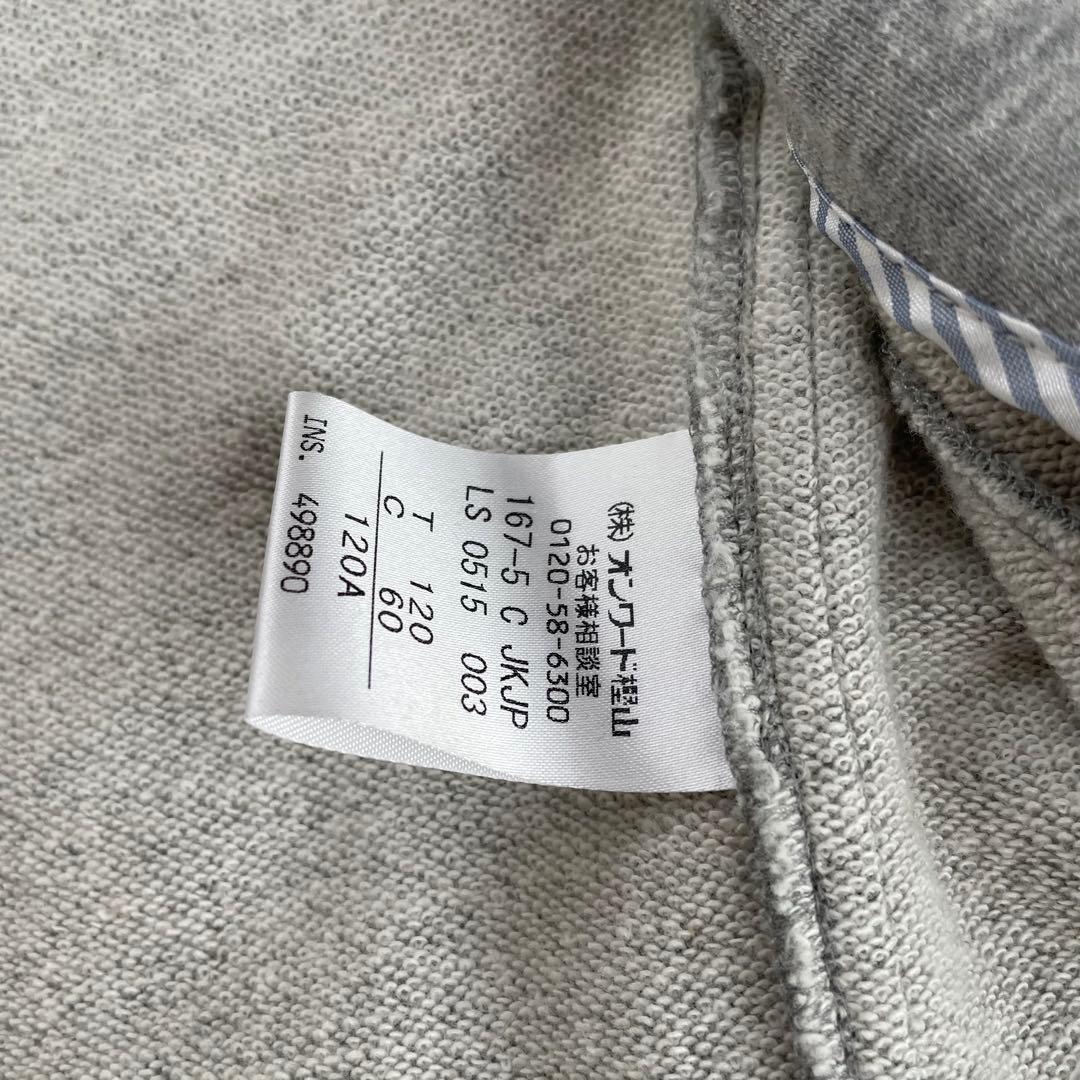 (株)オンワード樫山
お客様相談室
0120-58-6300
167-5 C JKJP
LS 0515 003
T 120
C 60
120A
INS. 498890